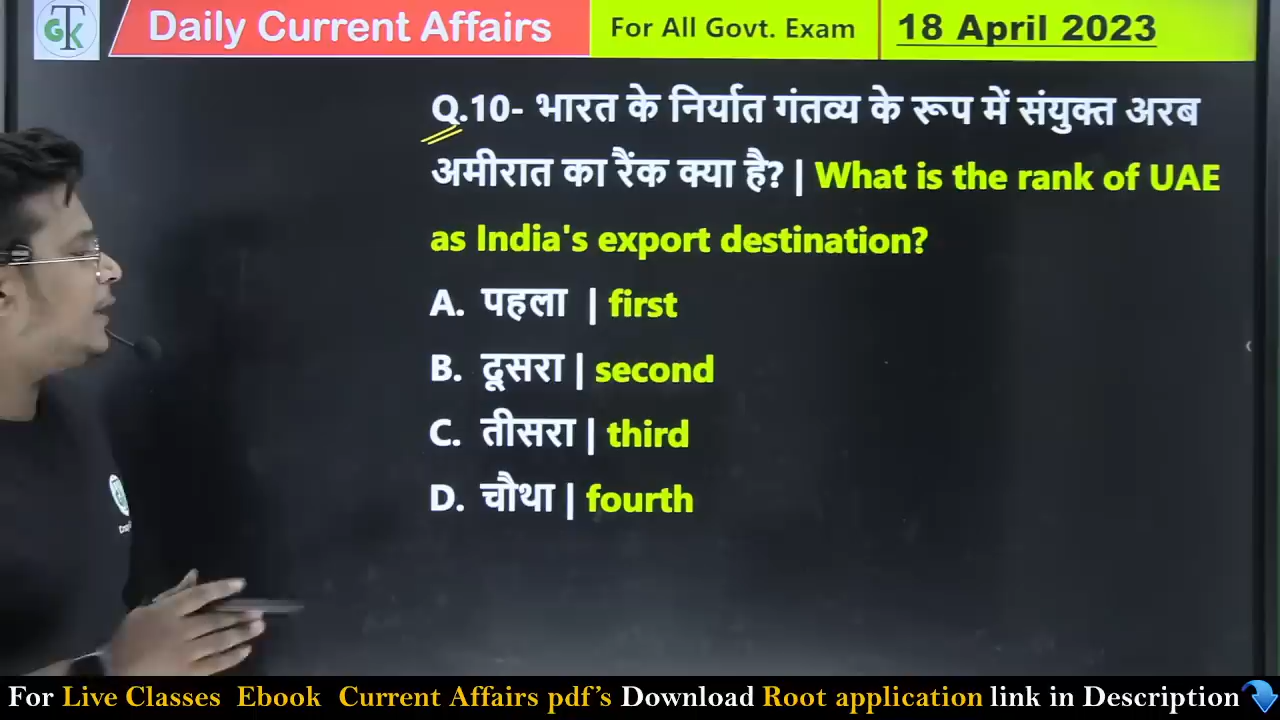 GTK
Daily Current Affairs
For All Govt. Exam
18 April 2023
Q.10- भारत के निर्यात गंतव्य के रूप में संयुक्त अरब
अमीरात का रैंक क्या है? | What is the rank of UAE
as India's export destination?
A. पहला | first
B. दूसरा | second
C. तीसरा | third
D. चौथा | fourth
For Live Classes Ebook Current Affairs pdf's Download Root application link in Description